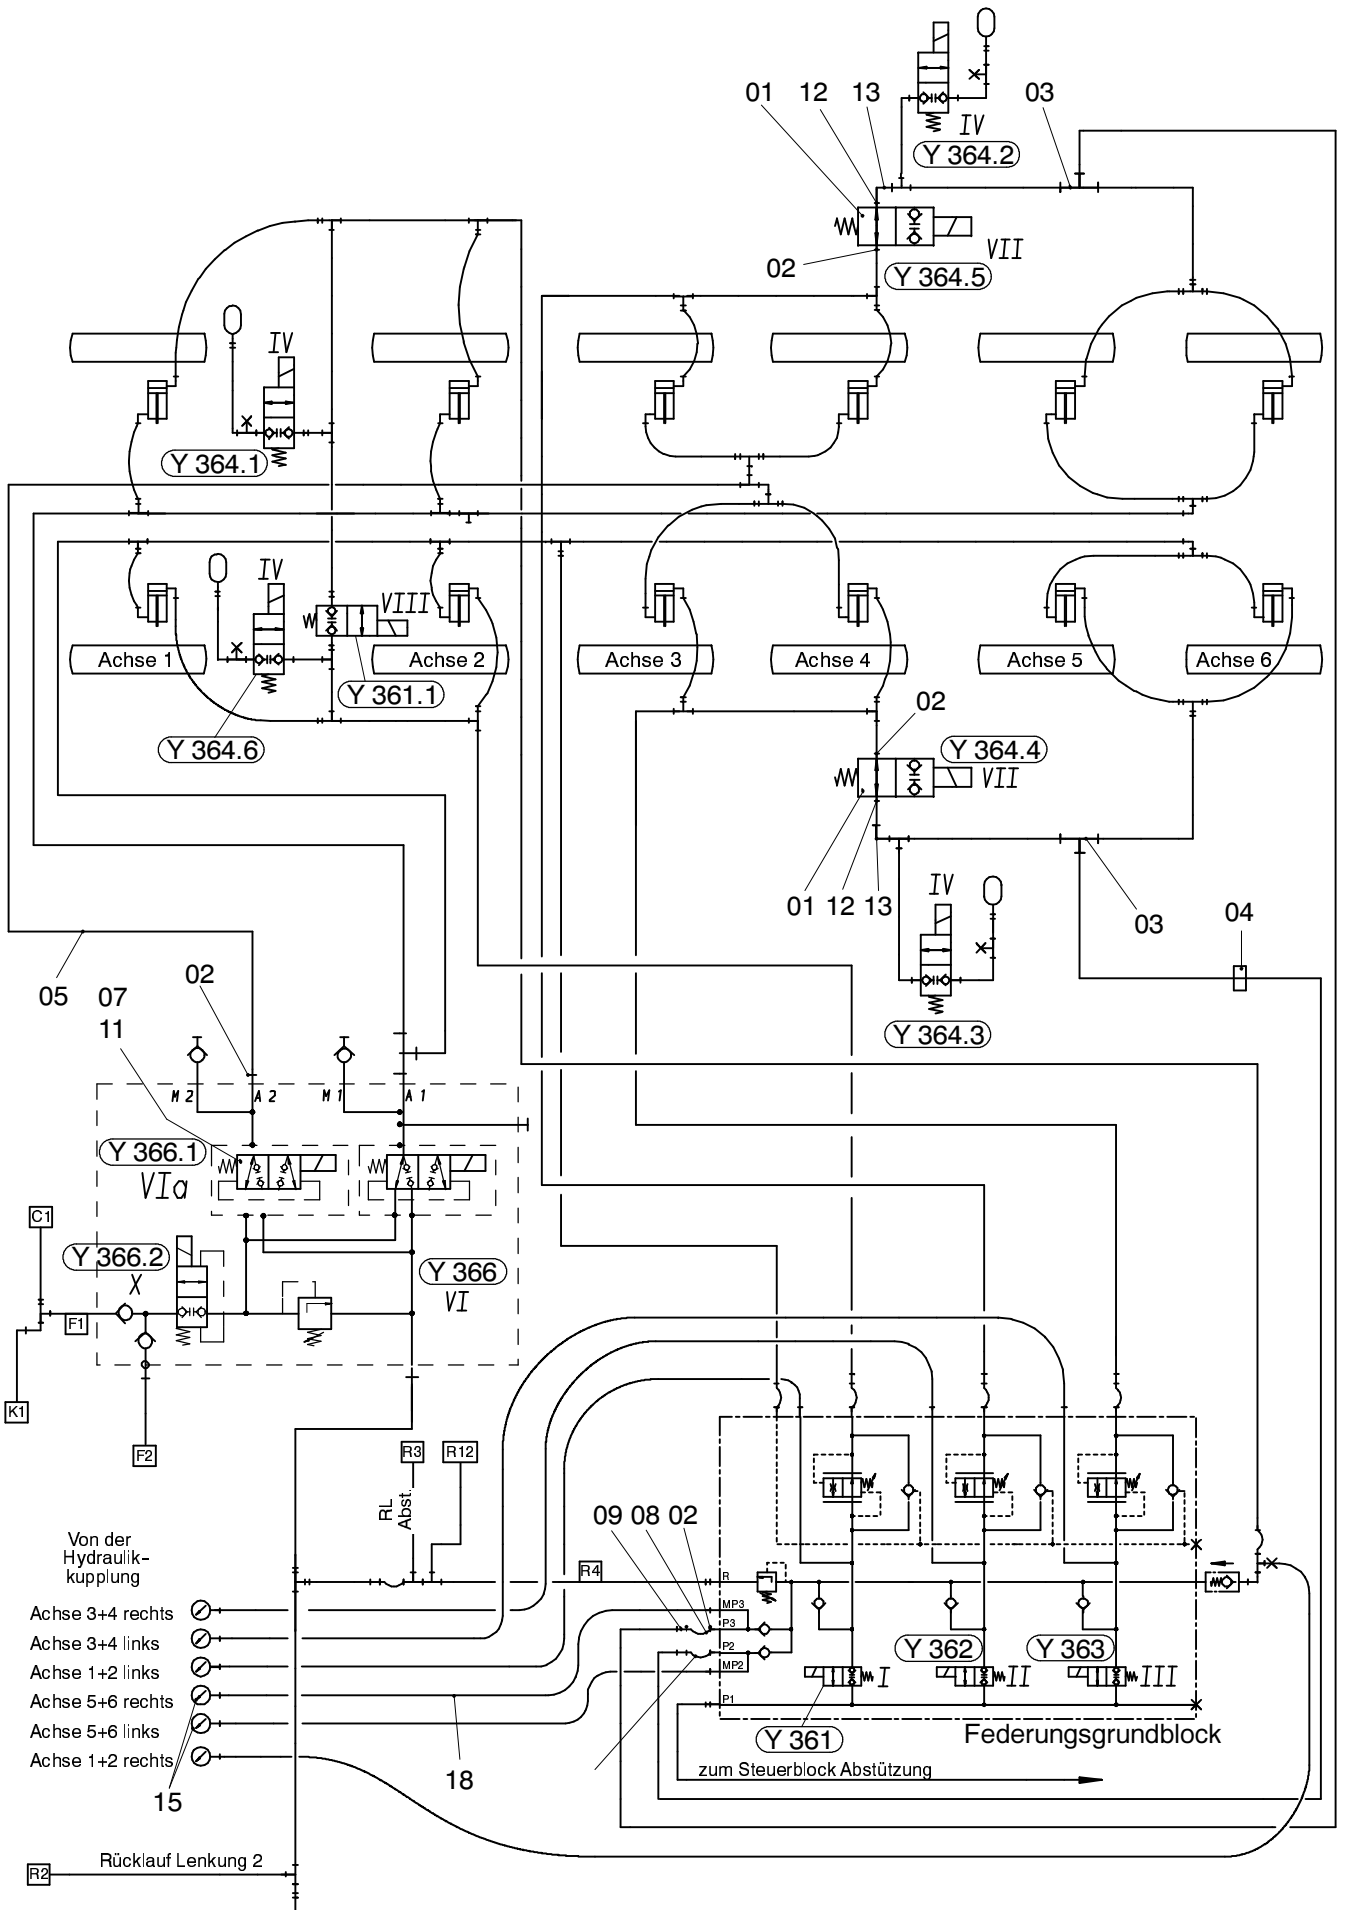 01 12 13 03
IV
Y 364.2
VII
02
Y 364.5
IV
Y 364.1
IV
VIII
Achse 1
Achse 2
Achse 3
Achse 4
Achse 5
Achse 6
Y 361.1
Y 364.6
02
Y 364.4
VII
01 12 13
IV
03
04
Y 364.3
05
07
11
02
M 2
A 2
M 1
A 1
Y 366.1
VIa
C1
Y 366.2
X
Y 366
VI
F1
K1
F2
R3
R12
RL
Abst.
09 08 02
Von der
Hydraulik-
kupplung
R4
R
MP3
P3
P2
MP2
P1
Achse 3+4 rechts
Achse 3+4 links
Achse 1+2 links
Achse 5+6 rechts
Achse 5+6 links
Achse 1+2 rechts
Y 362
Y 363
I
II
III
Y 361
Federungsgrundblock
zum Steuerblock Abstützung
18
15
Rücklauf Lenkung 2
R2